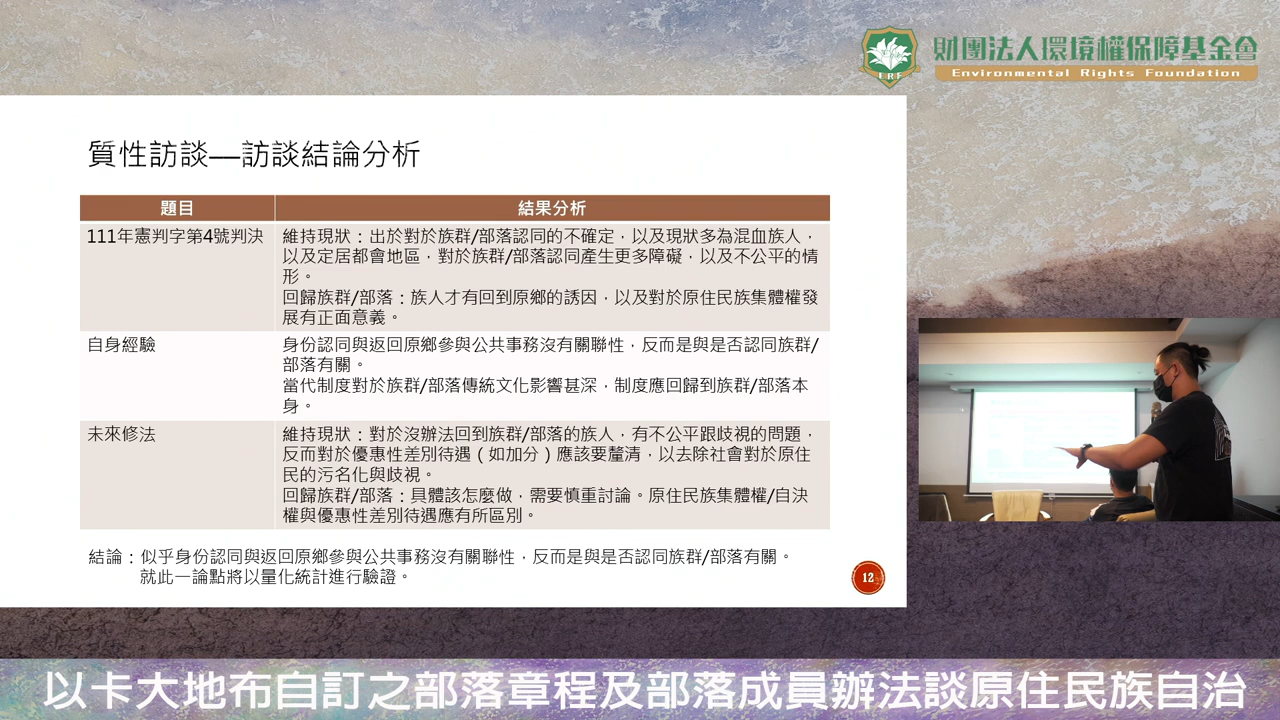 財團法人環境權保障基金會
Environmental Rights Foundation
ERF
質性訪談—訪談結論分析
題目
結果分析
111年憲判字第4號判決
維持現狀：出於對於族群/部落認同的不確定，以及現狀多為混血族人，
以及定居都會地區，對於族群/部落認同產生更多障礙，以及不公平的情
形。
回歸族群/部落：族人才有回到原鄉的誘因，以及對於原住民族集體權發
展有正面意義。
自身經驗
身份認同與返回原鄉參與公共事務沒有關聯性，反而是與是否認同族群/
部落有關。
當代制度對於族群/部落傳統文化影響甚深，制度應回歸到族群/部落本
身。
未來修法
維持現狀：對於沒辦法回到族群/部落的族人，有不公平跟歧視的問題，
反而對於優惠性差別待遇（如加分）應該要釐清，以去除社會對於原住
民的污名化與歧視。
回歸族群/部落：具體該怎麼做，需要慎重討論。原住民族集體權/自決
權與優惠性差別待遇應有所區別。
結論：似乎身份認同與返回原鄉參與公共事務沒有關聯性，反而是與是否認同族群/部落有關。
就此一論點將以量化統計進行驗證。
12
以卡大地布自訂之部落章程及部落成員辦法談原住民族自治